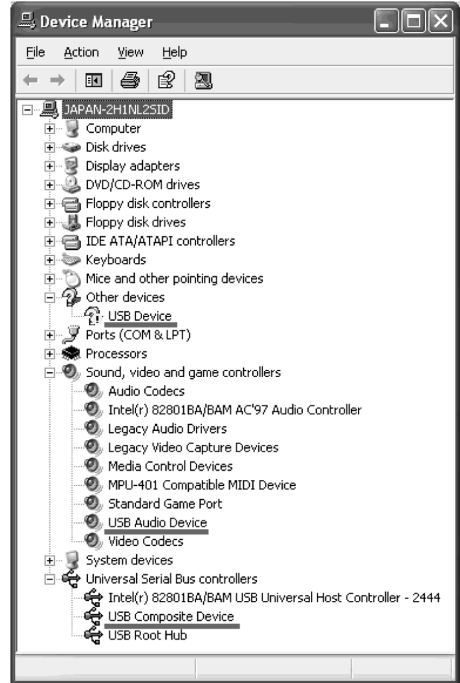 Device Manager
File Action View Help
JAPAN-2H1NL2SID
Computer
Disk drives
Display adapters
DVD/CD-ROM drives
Floppy disk controllers
Floppy disk drives
IDE ATA/ATAPI controllers
Keyboards
Mice and other pointing devices
Other devices
USB Device
Ports (COM & LPT)
Processors
Sound, video and game controllers
Audio Codecs
Intel(r) 82801BA/BAM AC'97 Audio Controller
Legacy Audio Drivers
Legacy Video Capture Devices
Media Control Devices
MPU-401 Compatible MIDI Device
Standard Game Port
USB Audio Device
Video Codecs
System devices
Universal Serial Bus controllers
Intel(r) 82801BA/BAM USB Universal Host Controller - 2444
USB Composite Device
USB Root Hub